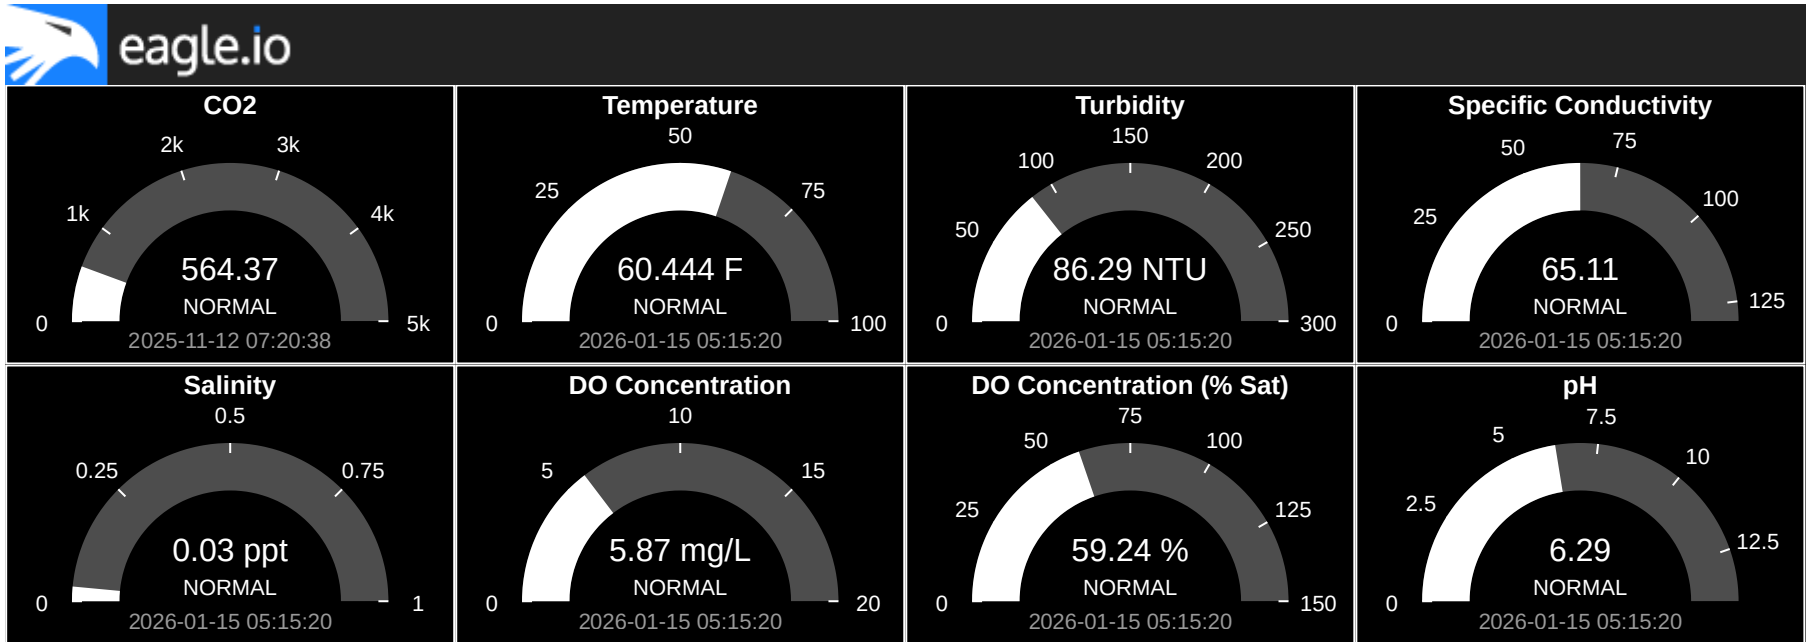 eagle.io
CO2
0
1k
2k
3k
4k
5k
564.37
NORMAL
2025-11-12 07:20:38
Temperature
0
25
50
75
100
60.444 F
NORMAL
2026-01-15 05:15:20
Turbidity
0
50
100
150
200
250
300
86.29 NTU
NORMAL
2026-01-15 05:15:20
Specific Conductivity
0
25
50
75
100
125
65.11
NORMAL
2026-01-15 05:15:20
Salinity
0
0.25
0.5
0.75
1
0.03 ppt
NORMAL
2026-01-15 05:15:20
DO Concentration
0
5
10
15
20
5.87 mg/L
NORMAL
2026-01-15 05:15:20
DO Concentration (% Sat)
0
25
50
75
100
125
150
59.24 %
NORMAL
2026-01-15 05:15:20
pH
0
2.5
5
7.5
10
12.5
6.29
NORMAL
2026-01-15 05:15:20